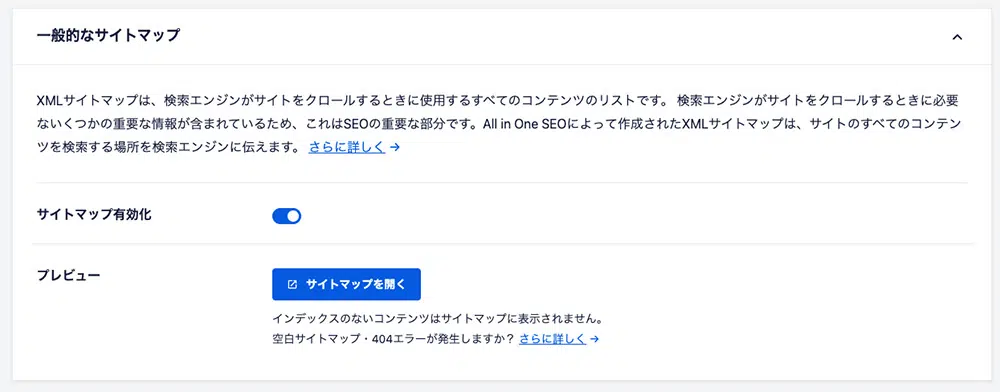 一般的なサイトマップ
XMLサイトマップは、検索エンジンがサイトをクロールするときに使用するすべてのコンテンツのリストです。 検索エンジンがサイトをクロールするときに必要
ないくつかの重要な情報が含まれているため、これはSEOの重要な部分です。All in One SEOによって作成されたXMLサイトマップは、サイトのすべてのコンテン
ツを検索する場所を検索エンジンに伝えます。 さらに詳しく →
サイトマップ有効化
プレビュー
サイトマップを開く
インデックスのないコンテンツはサイトマップに表示されません。
空白サイトマップ・404エラーが発生しますか？ さらに詳しく →